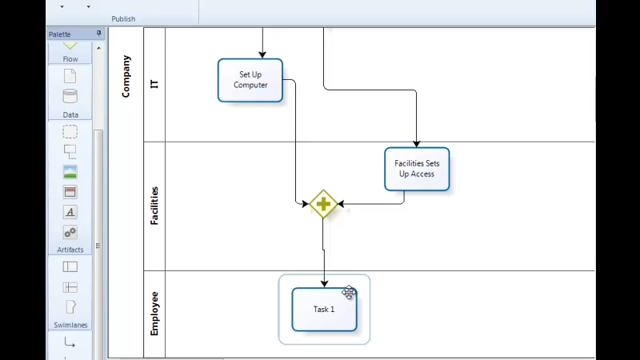 Publish
Palette
Flow
Data
A
Artifacts
Swimlanes
Company
IT
Set Up
Computer
Facilities
Facilities Sets
Up Access
Employee
Task 1